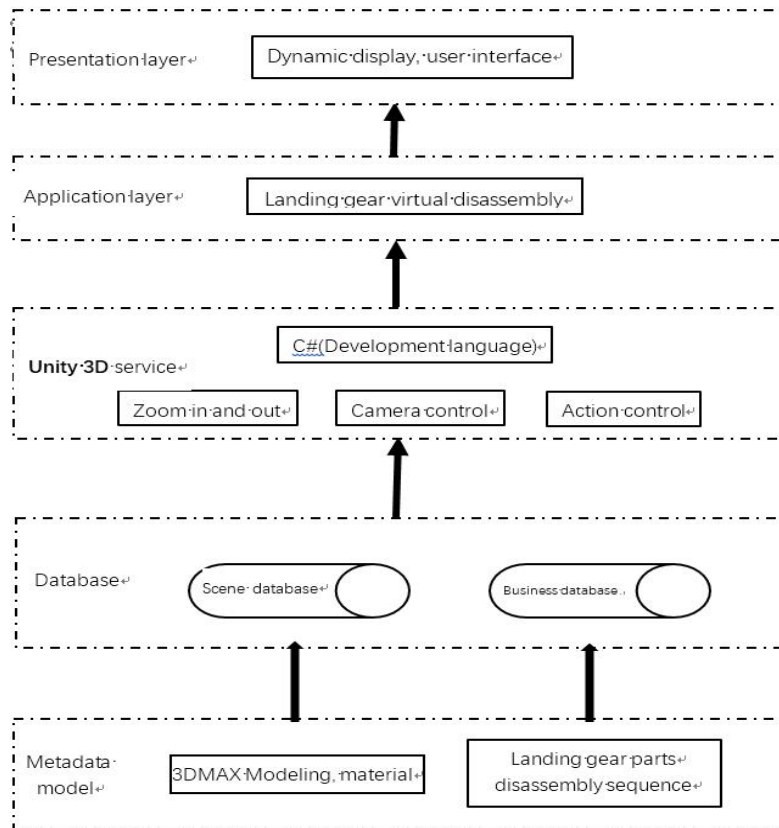 Presentation layer
Dynamic display, user interface
Application layer
Landing gear virtual disassembly
C#(Development language)
Unity 3D service
Zoom in and out
Camera control
Action control
Database
Scene database
Business database
Metadata
model
3DMAX Modeling, material
Landing gear parts
disassembly sequence